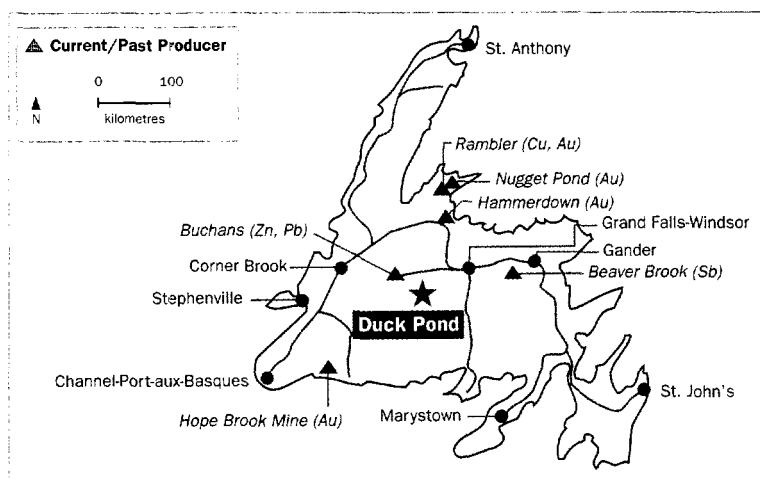 Current/Past Producer
0 100
N
kilometres
St. Anthony
Rambler (Cu, Au)
Nugget Pond (Au)
Hammerdown (Au)
Grand Falls-Windsor
Buchans (Zn, Pb)
Gander
Corner Brook
Beaver Brook (Sb)
Stephenville
Duck Pond
Channel-Port-aux-Basques
St. John's
Marystown
Hope Brook Mine (Au)